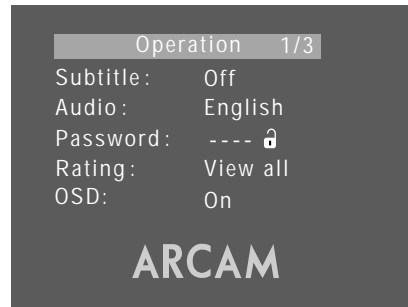 Operation 1/3
Subtitle: Off
Audio: English
Password: ----
Rating: View all
OSD: On
ARCAM